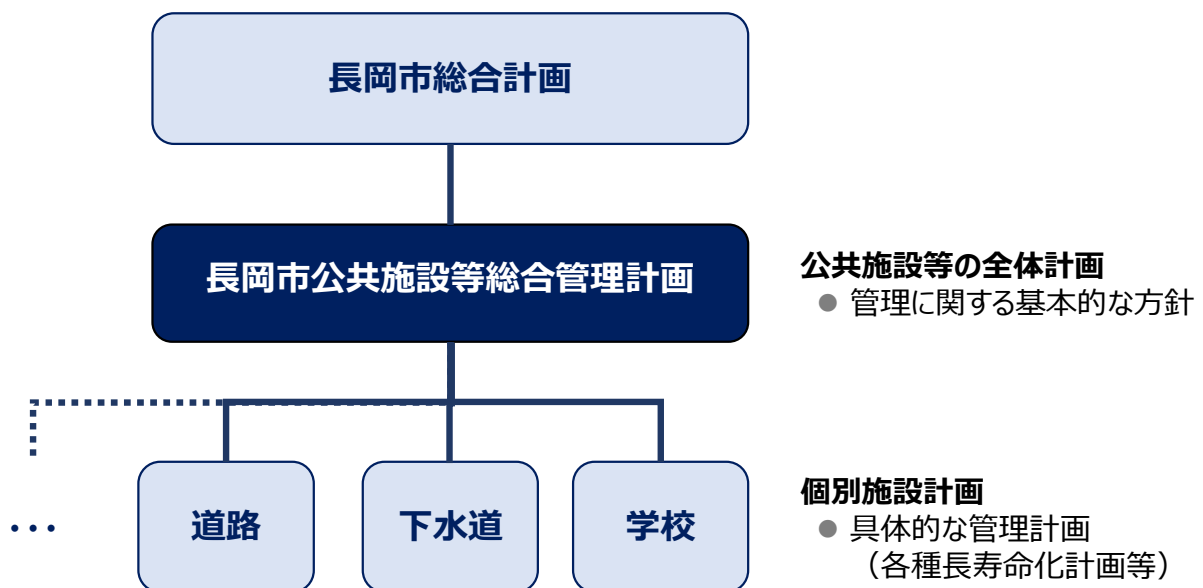 長岡市総合計画
長岡市公共施設等総合管理計画
公共施設等の全体計画
● 管理に関する基本的な方針
…
道路
下水道
学校
個別施設計画
● 具体的な管理計画
（各種長寿命化計画等）